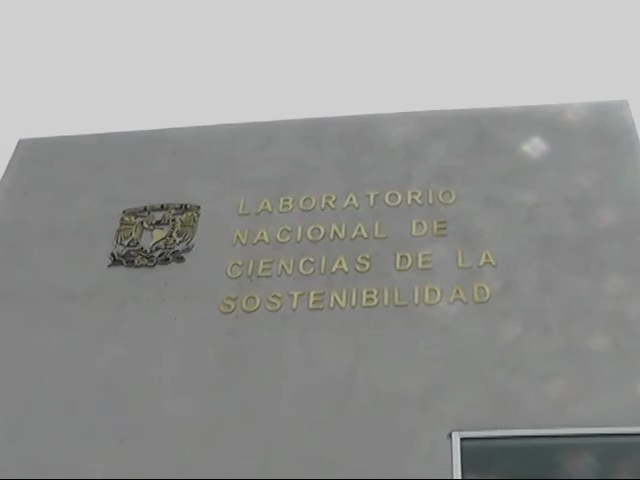 LABORATORIO
NACIONAL DE
CIENCIAS DE LA
SOSTENIBILIDAD